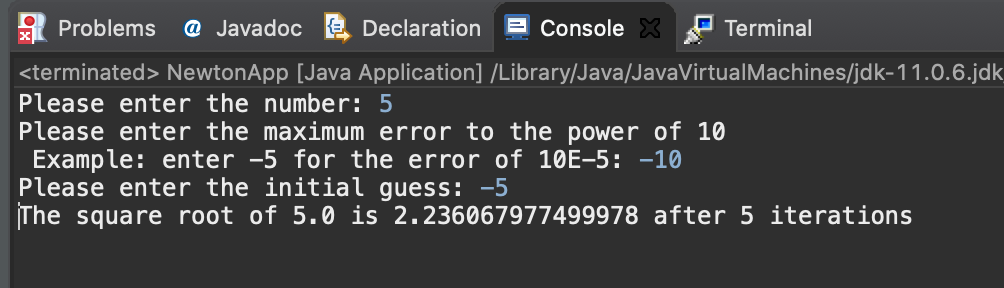 Problems @ Javadoc Declaration Console Terminal
<terminated> NewtonApp [Java Application] /Library/Java/JavaVirtualMachines/jdk-11.0.6.jdk
Please enter the number: 5
Please enter the maximum error to the power of 10
Example: enter -5 for the error of 10E-5: -10
Please enter the initial guess: -5
The square root of 5.0 is 2.236067977499978 after 5 iterations